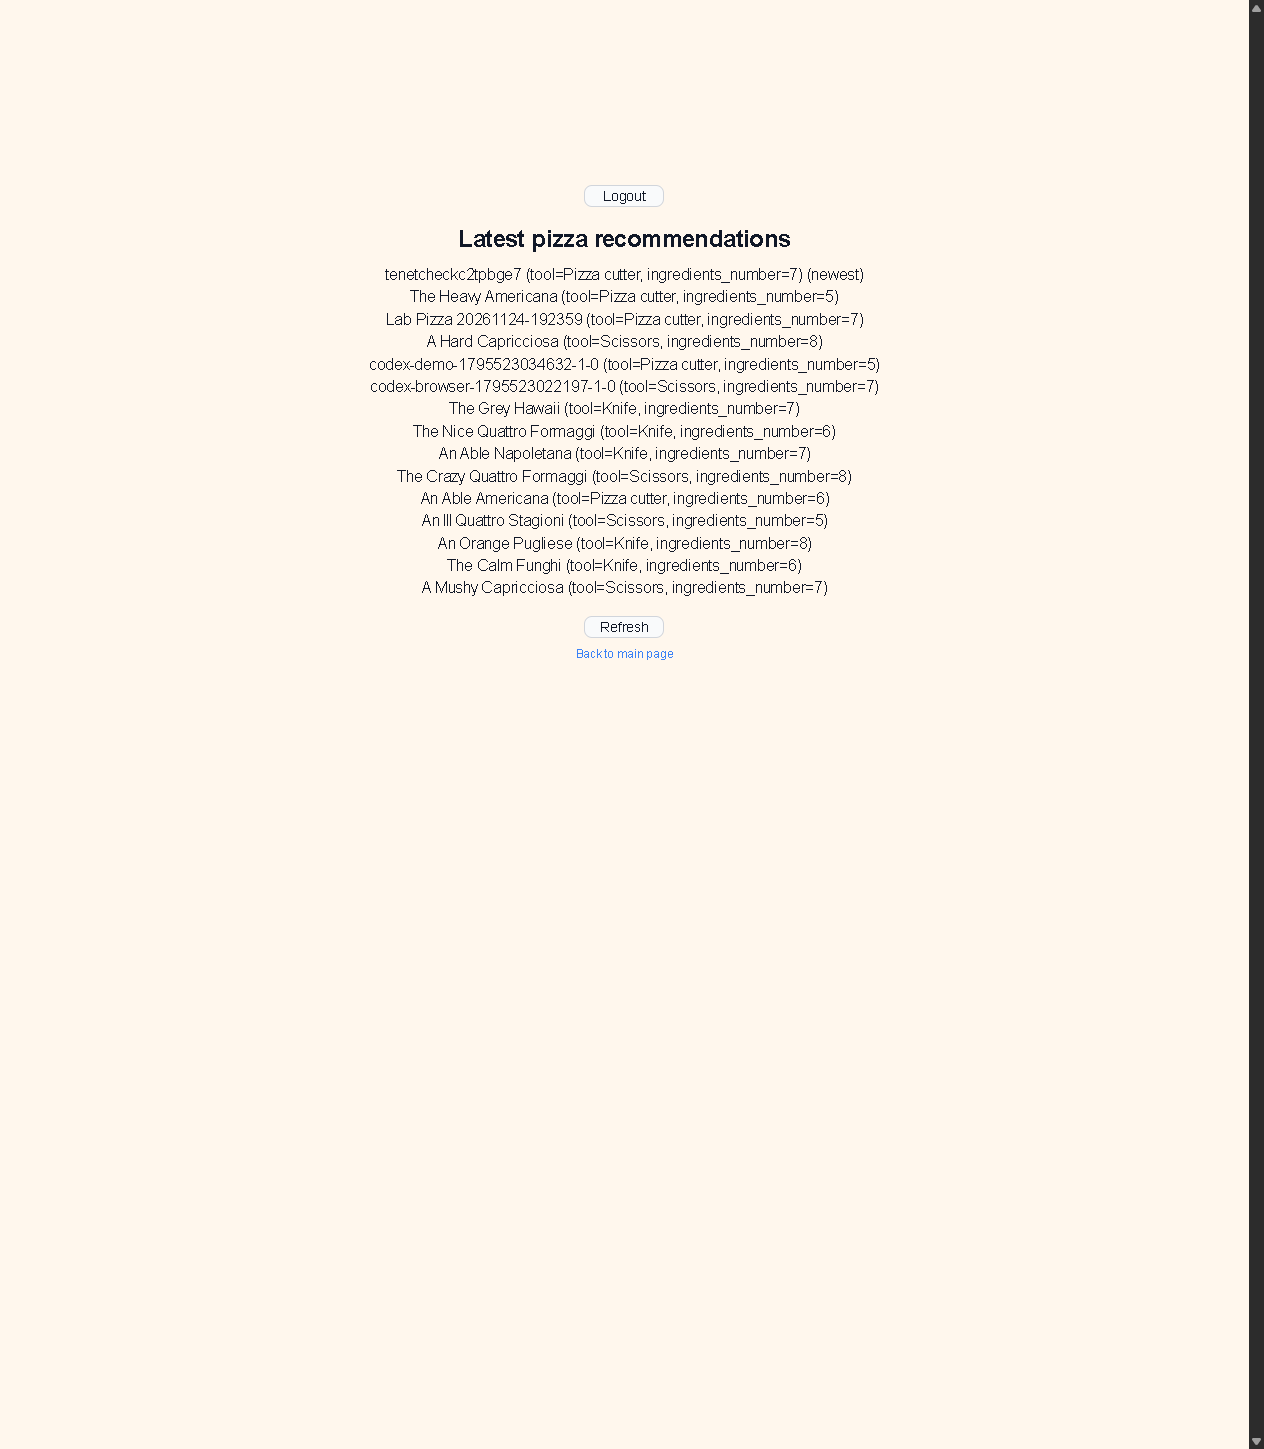 Logout
Latest pizza recommendations
tenetcheckc2tpbge7 (tool=Pizza cutter, ingredients_number=7) (newest)
The Heavy Americana (tool=Pizza cutter, ingredients_number=5)
Lab Pizza 20261124-192359 (tool=Pizza cutter, ingredients_number=7)
A Hard Capricciosa (tool=Scissors, ingredients_number=8)
codex-demo-1795523034632-1-0 (tool=Pizza cutter, ingredients_number=5)
codex-browser-1795523022197-1-0 (tool=Scissors, ingredients_number=7)
The Grey Hawaii (tool=Knife, ingredients_number=7)
The Nice Quattro Formaggi (tool=Knife, ingredients_number=6)
An Able Napoletana (tool=Knife, ingredients_number=7)
The Crazy Quattro Formaggi (tool=Scissors, ingredients_number=8)
An Able Americana (tool=Pizza cutter, ingredients_number=6)
An Ill Quattro Stagioni (tool=Scissors, ingredients_number=5)
An Orange Pugliese (tool=Knife, ingredients_number=8)
The Calm Funghi (tool=Knife, ingredients_number=6)
A Mushy Capricciosa (tool=Scissors, ingredients_number=7)
Refresh
Back to main page